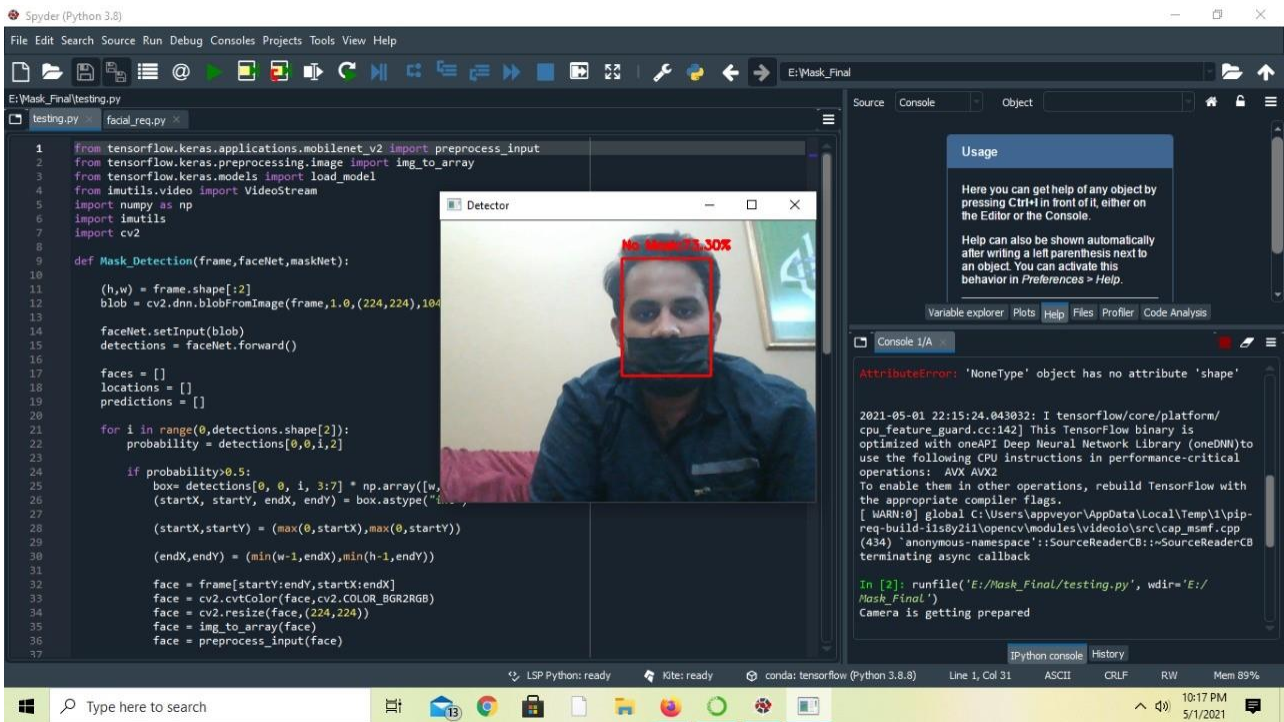 Spyder (Python 3.8)
File Edit Search Source Run Debug Consoles Projects Tools View Help
E:\Mask_Final
E:\Mask_Final\testing.py
testing.py
facial_req.py
1 from tensorflow.keras.applications.mobilenet_v2 import preprocess_input
2 from tensorflow.keras.preprocessing.image import img_to_array
3 from tensorflow.keras.models import load_model
4 from imutils.video import VideoStream
5 import numpy as np
6 import imutils
7 import cv2
8
9 def Mask_Detection(frame,faceNet,maskNet):
10
11 (h,w) = frame.shape[:2]
12 blob = cv2.dnn.blobFromImage(frame,1.0,(224,224),104
13
14 faceNet.setInput(blob)
15 detections = faceNet.forward()
16
17 faces = []
18 locations = []
19 predictions = []
20
21 for i in range(0,detections.shape[2]):
22 probability = detections[0,0,i,2]
23
24 if probability>0.5:
25 box= detections[0, 0, i, 3:7] * np.array([w,
26 (startX, startY, endX, endY) = box.astype("int")
27
28 (startX,startY) = (max(0,startX),max(0,startY))
29
30 (endX,endY) = (min(w-1,endX),min(h-1,endY))
31
32 face = frame[startY:endY,startX:endX]
33 face = cv2.cvtColor(face,cv2.COLOR_BGR2RGB)
34 face = cv2.resize(face,(224,224))
35 face = img_to_array(face)
36 face = preprocess_input(face)
37
Detector
No Mask:73.30%
Source Console Object
Usage
Here you can get help of any object by
pressing Ctrl+I in front of it, either on
the Editor or the Console.
Help can also be shown automatically
after writing a left parenthesis next to
an object. You can activate this
behavior in Preferences > Help.
Variable explorer Plots Help Files Profiler Code Analysis
Console 1/A
AttributeError: 'NoneType' object has no attribute 'shape'
2021-05-01 22:15:24.043032: I tensorflow/core/platform/
cpu_feature_guard.cc:142] This TensorFlow binary is
optimized with oneAPI Deep Neural Network Library (oneDNN)to
use the following CPU instructions in performance-critical
operations:  AVX AVX2
To enable them in other operations, rebuild TensorFlow with
the appropriate compiler flags.
[ WARN:0] global C:\Users\appveyor\AppData\Local\Temp\1\pip-
req-build-i1s8y2i1\opencv\modules\videoio\src\cap_msmf.cpp
(434) `anonymous-namespace'::SourceReaderCB::~SourceReaderCB
terminating async callback
In [2]: runfile('E:/Mask_Final/testing.py', wdir='E:/
Mask_Final')
Camera is getting prepared
IPython console History
LSP Python: ready Kite: ready conda: tensorflow (Python 3.8.8) Line 1, Col 31 ASCII CRLF RW Mem 89%
Type here to search
13
10:17 PM
5/1/2021